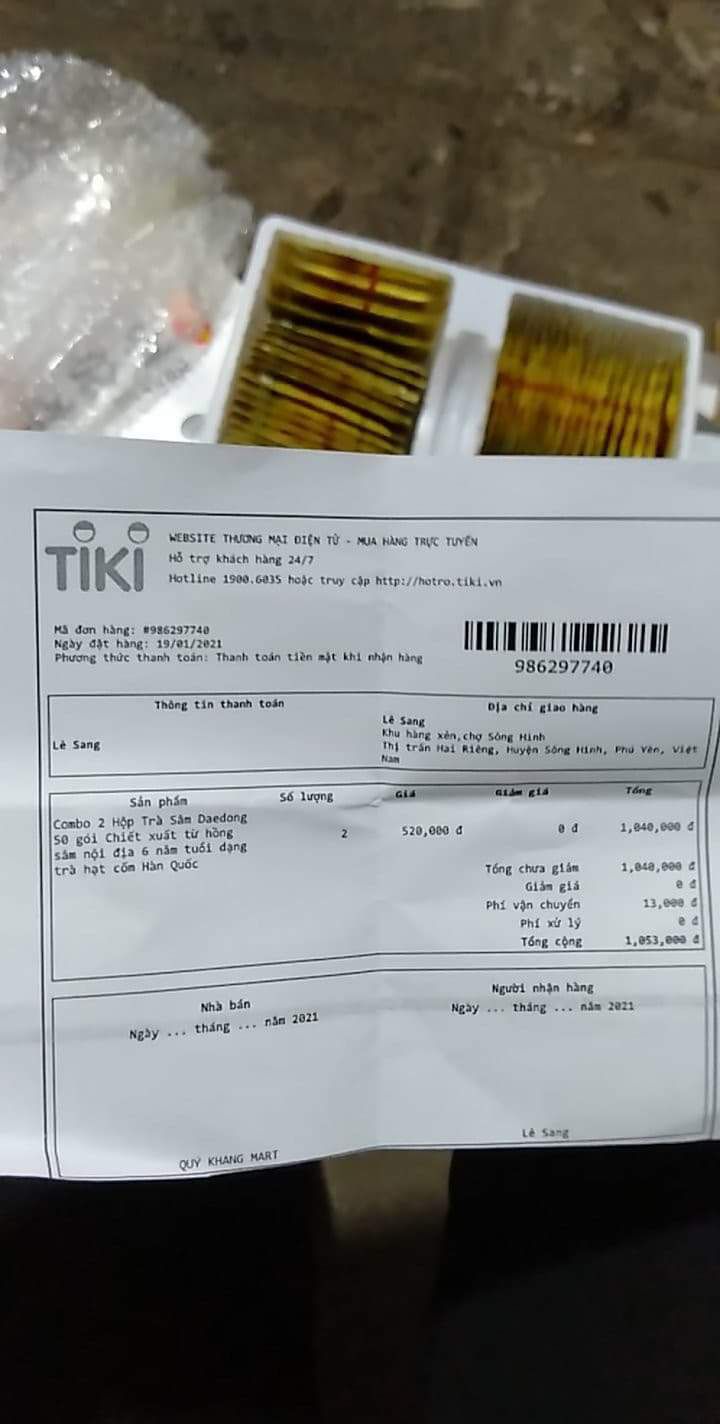 TIKI
WEBSITE THƯƠNG MẠI ĐIỆN TỬ - MUA HÀNG TRỰC TUYẾN
Hỗ trợ khách hàng 24/7
Hotline 1900.6035 hoặc truy cập http://hotro.tiki.vn
Mã đơn hàng: #986297740
Ngày đặt hàng: 19/01/2021
Phương thức thanh toán: Thanh toán tiền mặt khi nhận hàng
986297740
Thông tin thanh toán
Lê Sang
Địa chỉ giao hàng
Lê Sang
Khu hàng xén, chợ Sông Hinh
Thị trấn Hai Riêng, Huyện Sông Hinh, Phú Yên, Việt
Nam
Sản phẩm Số lượng Giá Giảm giá Tổng
Combo 2 Hộp Trà Sâm Daedong
50 gói Chiết xuất từ hồng
sâm nội địa 6 năm tuổi dạng
trà hạt cốm Hàn Quốc
2 520,000 đ 0 đ 1,040,000 đ
Tổng chưa giảm 1,040,000 đ
Giảm giá 0 đ
Phí vận chuyển 13,000 đ
Phí xử lý 0 đ
Tổng cộng 1,053,000 đ
Nhà bán
Ngày ... tháng ... năm 2021
QUÝ KHANG MART
Người nhận hàng
Ngày ... tháng ... năm 2021
Lê Sang